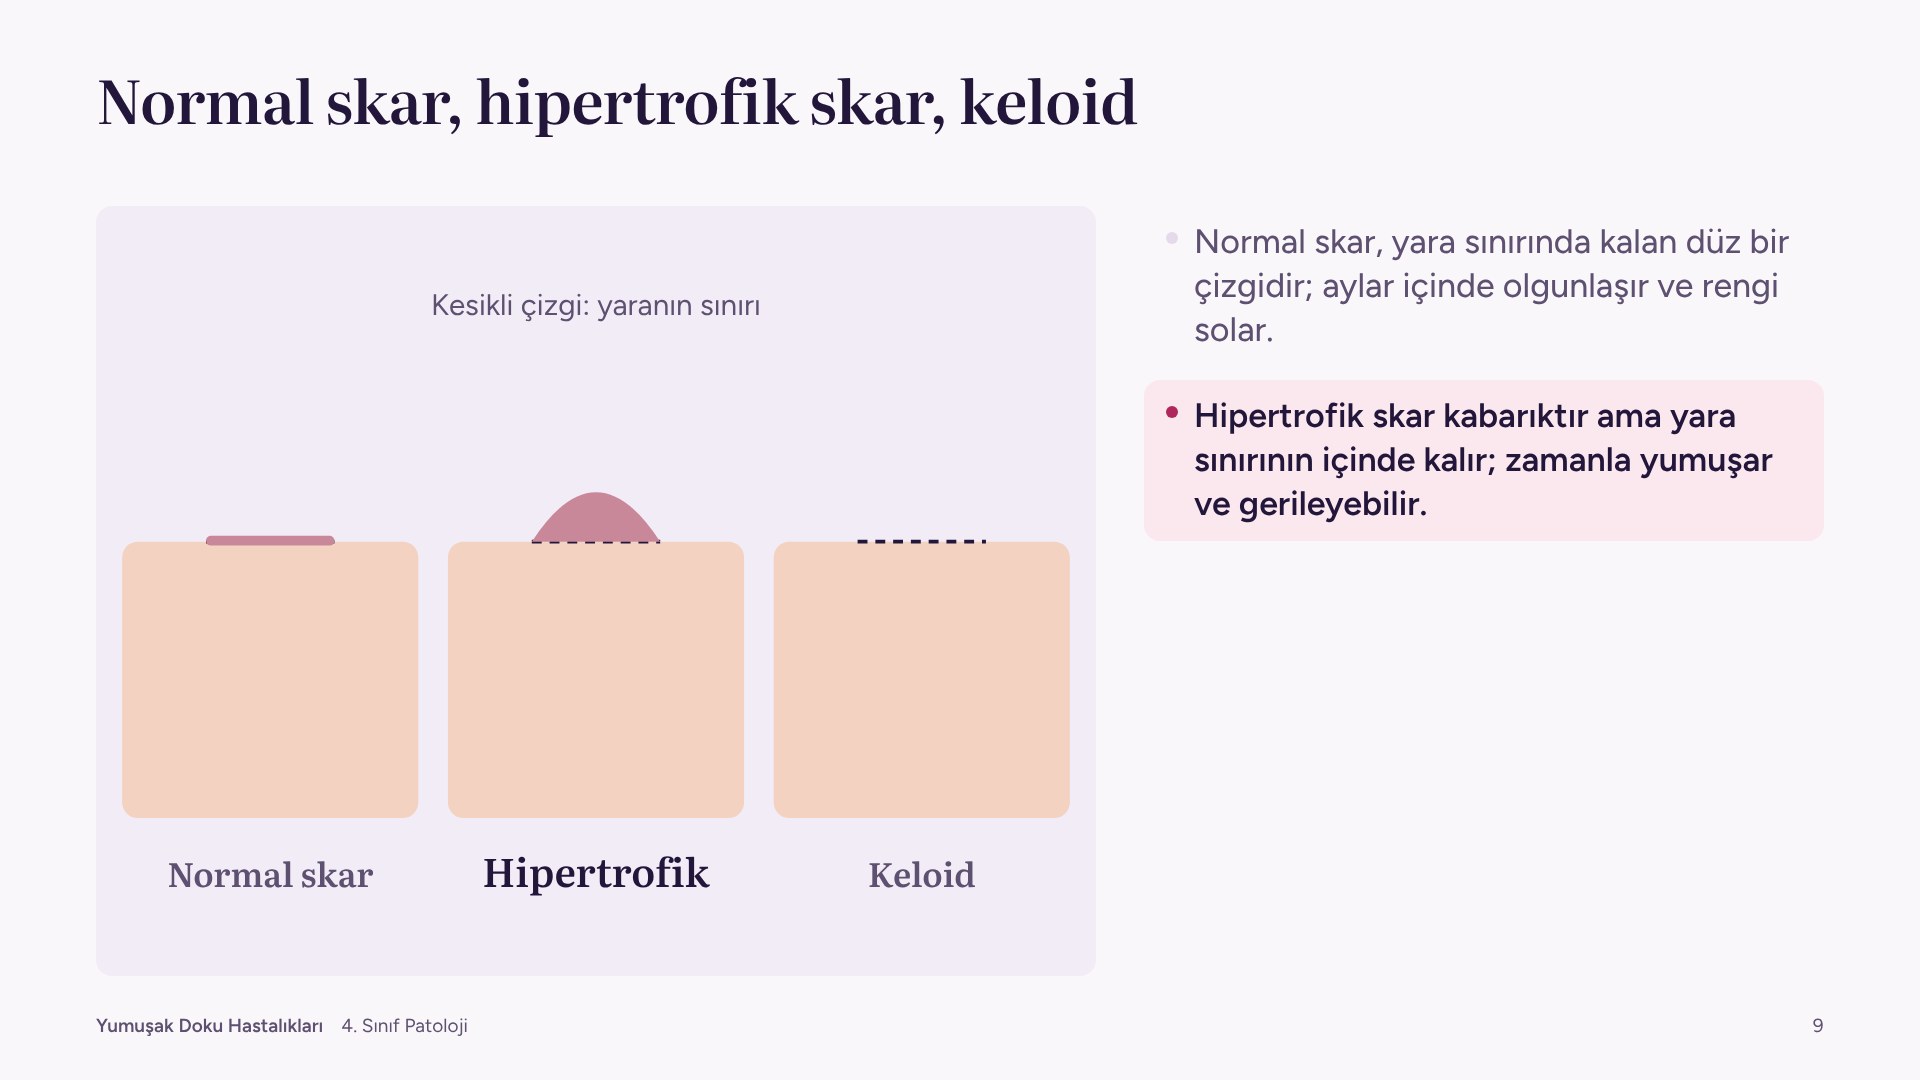 Normal skar, hipertrofik skar, keloid
Kesikli çizgi: yaranın sınırı
Normal skar
Hipertrofik
Keloid
Normal skar, yara sınırında kalan düz bir
çizgidir; aylar içinde olgunlaşır ve rengi
solar.
Hipertrofik skar kabarıktır ama yara
sınırının içinde kalır; zamanla yumuşar
ve gerileyebilir.
Yumuşak Doku Hastalıkları 4. Sınıf Patoloji
9